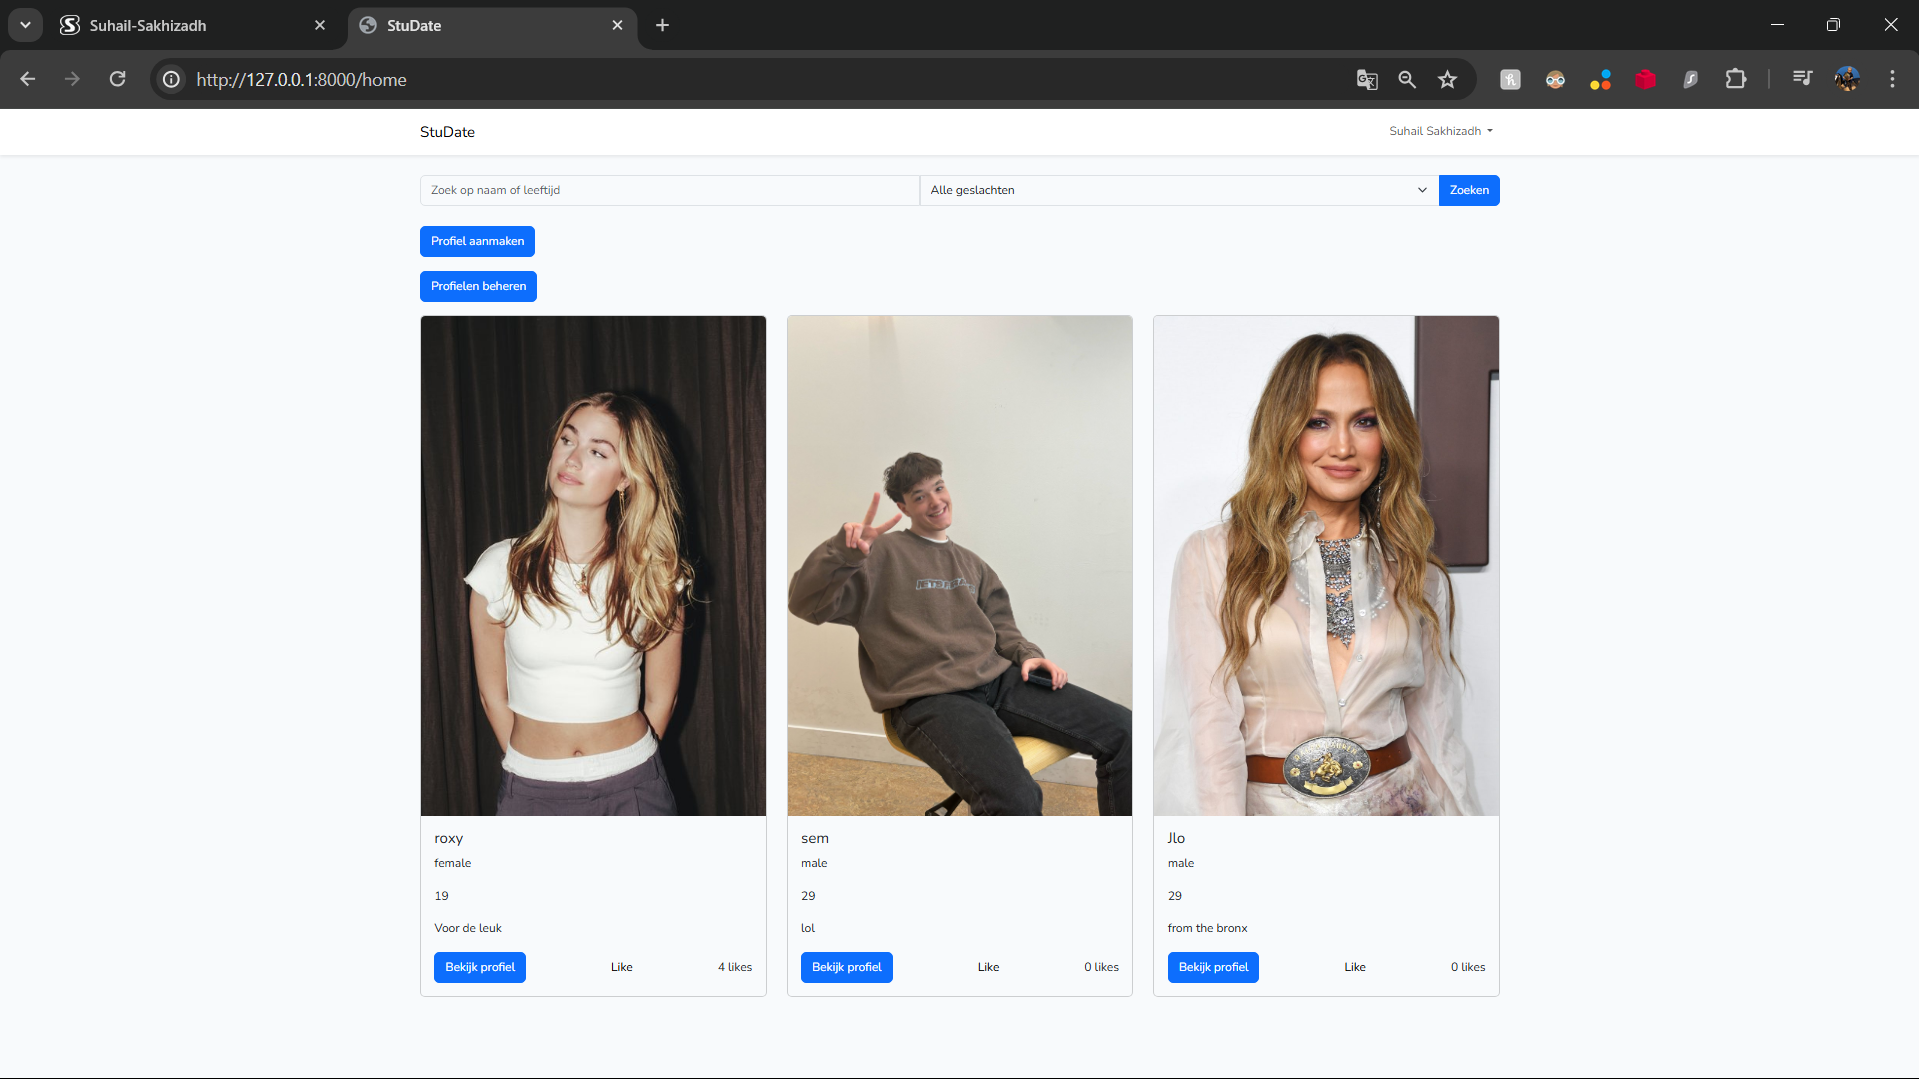 Suhail-Sakhizadh
StuDate
http://127.0.0.1:8000/home
StuDate
Suhail Sakhizadh
Zoek op naam of leeftijd
Alle geslachten
Zoeken
Profiel aanmaken
Profielen beheren
roxy
female
19
Voor de leuk
Bekijk profiel
Like
4 likes
sem
male
29
lol
Bekijk profiel
Like
0 likes
Jlo
male
29
from the bronx
Bekijk profiel
Like
0 likes